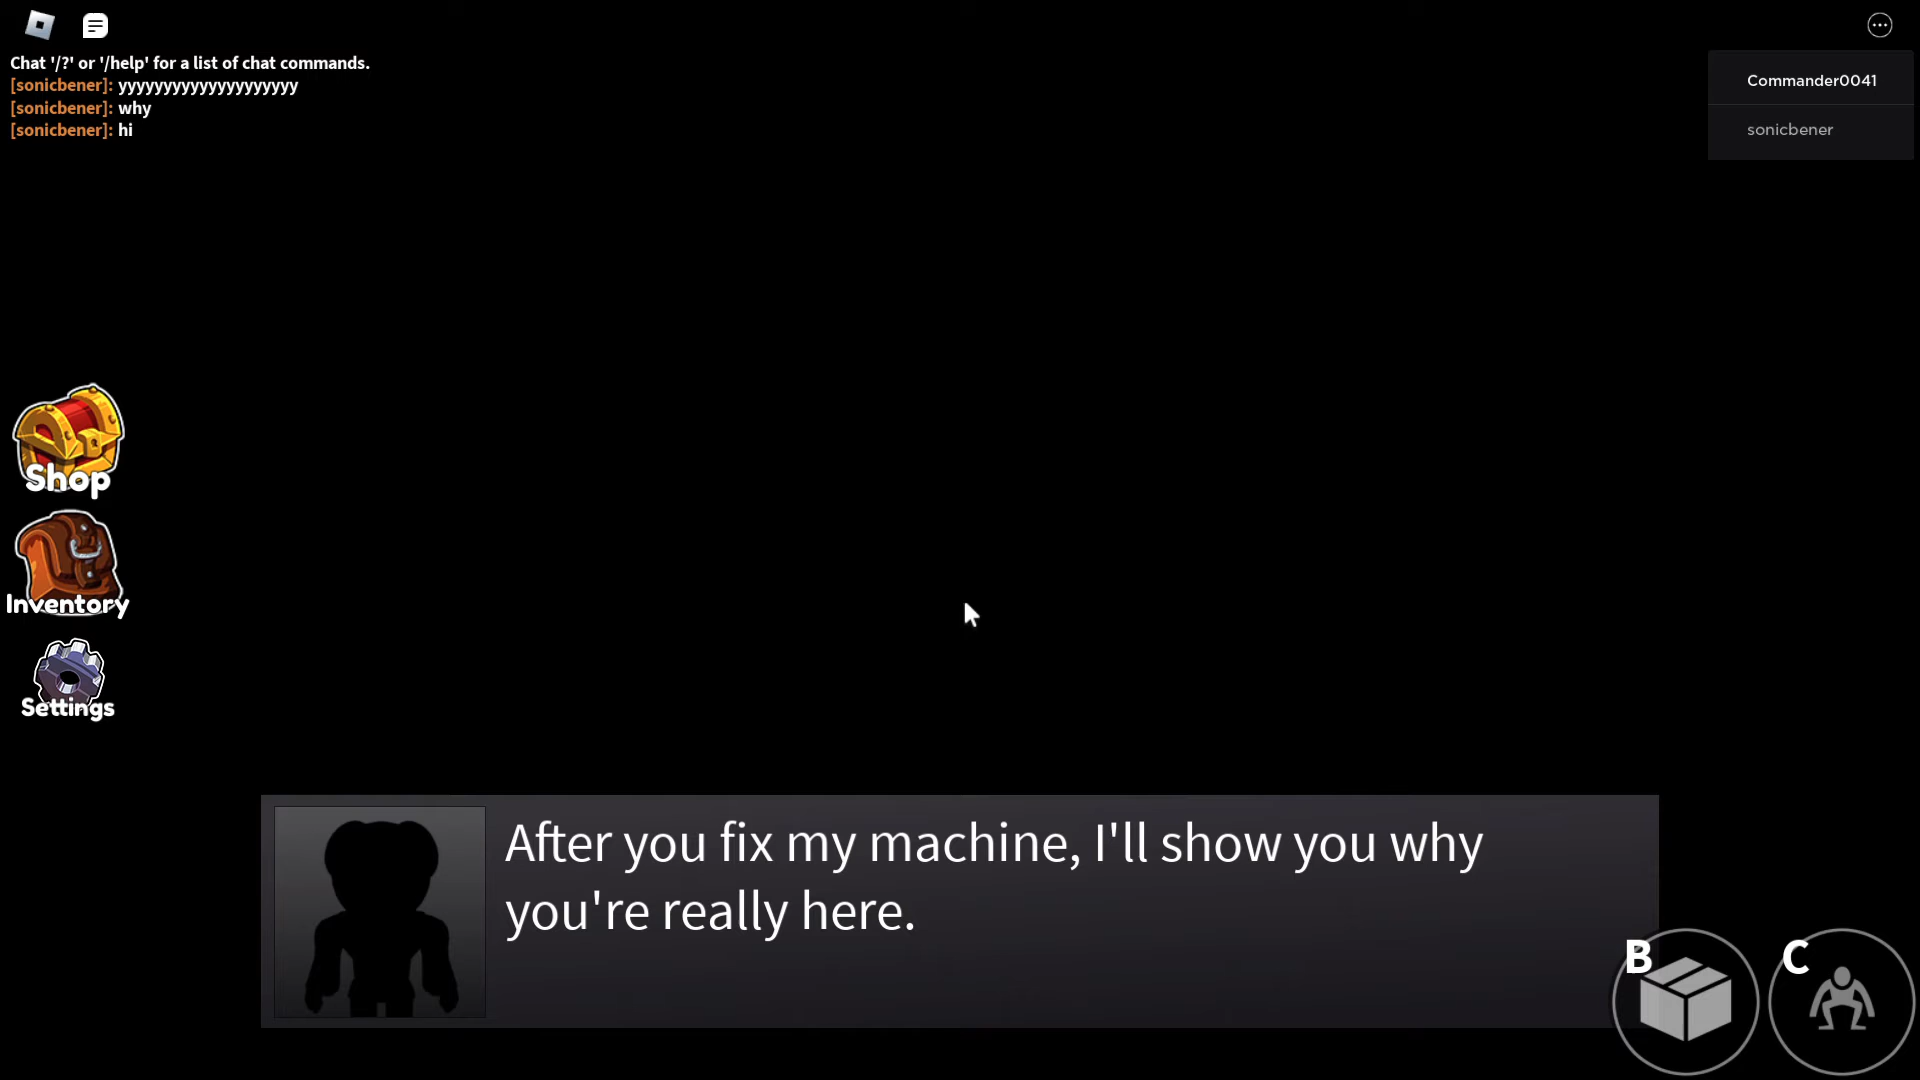 Chat '/?' or '/help' for a list of chat commands.
[sonicbener]: yyyyyyyyyyyyyyyyyyyy
[sonicbener]: why
[sonicbener]: hi
Commander0041
sonicbener
Shop
Inventory
Settings
After you fix my machine, I'll show you why
you're really here.
B
C